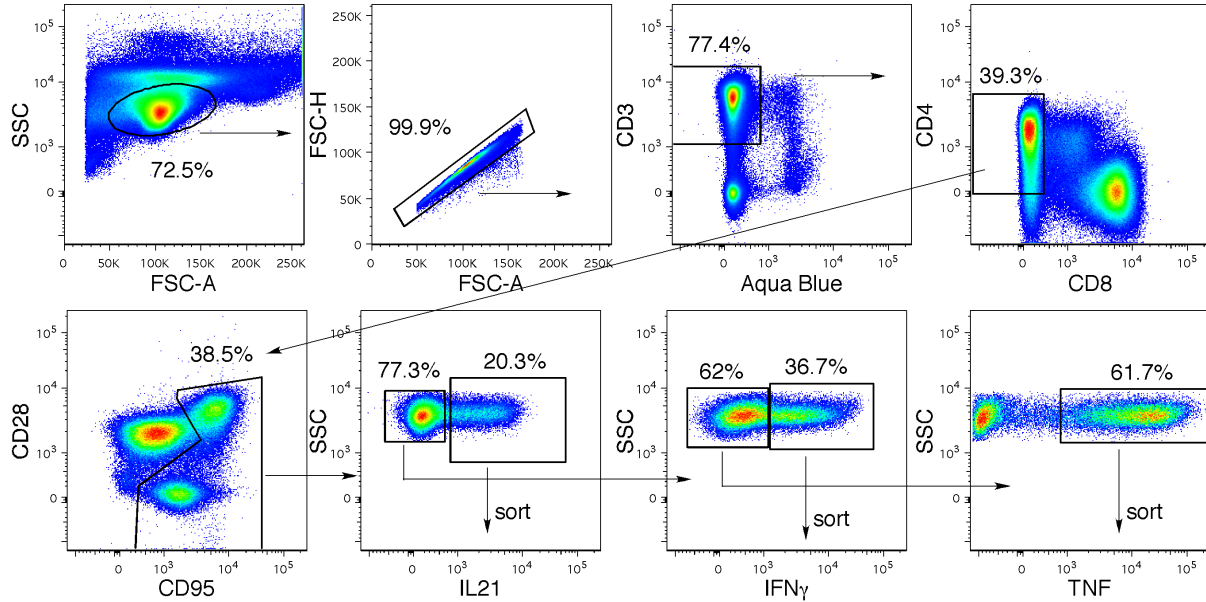 SSC
10⁵
10⁴
10³
0
72.5%
0 50K 100K 150K 200K 250K
FSC-A
FSC-H
250K
200K
150K
100K
50K
0
99.9%
0 50K 100K 150K 200K 250K
FSC-A
CD3
10⁵
10⁴
10³
0
77.4%
0 10³ 10⁴ 10⁵
Aqua Blue
CD4
10⁵
10⁴
10³
0
39.3%
0 10³ 10⁴ 10⁵
CD8
CD28
10⁵
10⁴
10³
0
38.5%
0 10³ 10⁴ 10⁵
CD95
SSC
10⁵
10⁴
10³
0
77.3% 20.3%
sort
0 10³ 10⁴ 10⁵
IL21
SSC
10⁵
10⁴
10³
0
62% 36.7%
sort
0 10³ 10⁴ 10⁵
IFNγ
SSC
10⁵
10⁴
10³
0
61.7%
sort
0 10³ 10⁴ 10⁵
TNF